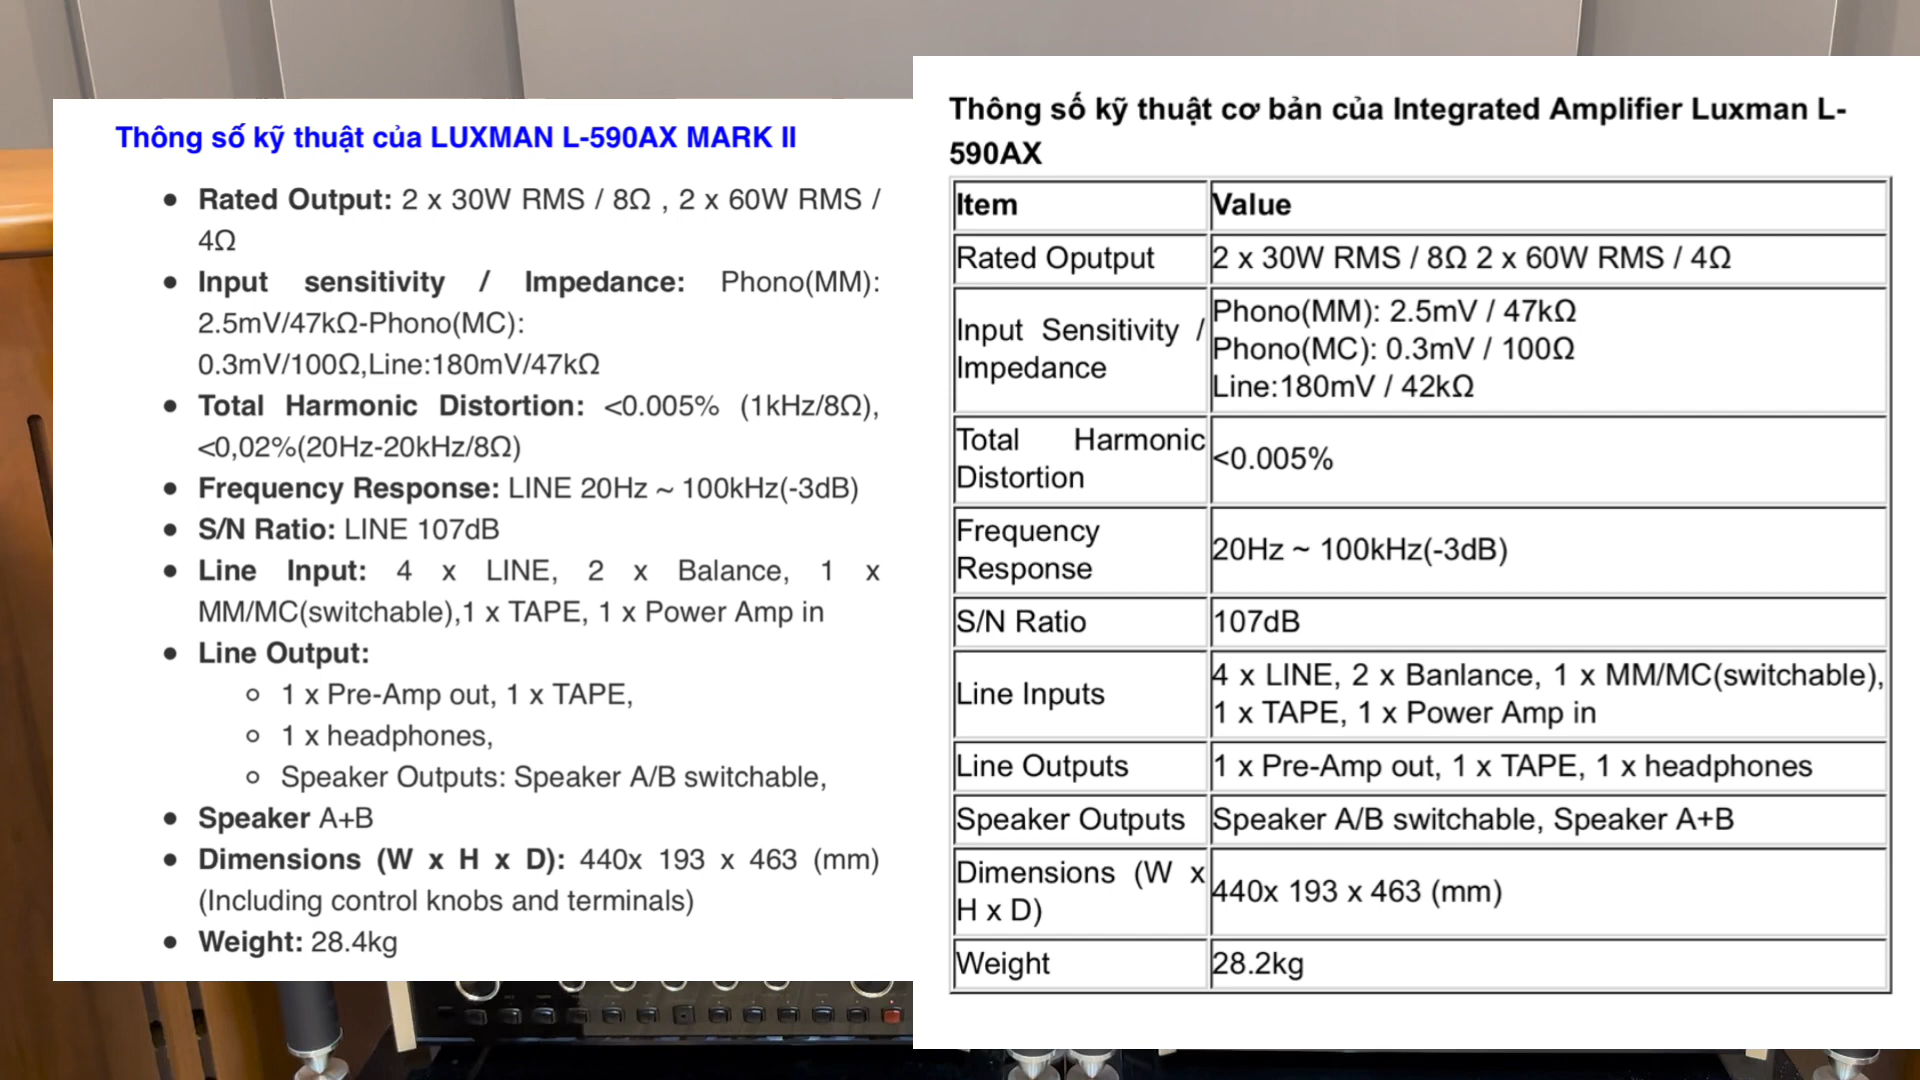 Thông số kỹ thuật của LUXMAN L-590AX MARK II
● Rated Output: 2 x 30W RMS / 8Ω , 2 x 60W RMS /
4Ω
● Input sensitivity / Impedance: Phono(MM):
2.5mV/47kΩ-Phono(MC):
0.3mV/100Ω,Line:180mV/47kΩ
● Total Harmonic Distortion: <0.005% (1kHz/8Ω),
<0,02%(20Hz-20kHz/8Ω)
● Frequency Response: LINE 20Hz ~ 100kHz(-3dB)
● S/N Ratio: LINE 107dB
● Line Input: 4 x LINE, 2 x Balance, 1 x
MM/MC(switchable),1 x TAPE, 1 x Power Amp in
● Line Output:
○ 1 x Pre-Amp out, 1 x TAPE,
○ 1 x headphones,
○ Speaker Outputs: Speaker A/B switchable,
● Speaker A+B
● Dimensions (W x H x D): 440x 193 x 463 (mm)
(Including control knobs and terminals)
● Weight: 28.4kg
Thông số kỹ thuật cơ bản của Integrated Amplifier Luxman L-
590AX
Item Value
Rated Oputput 2 x 30W RMS / 8Ω 2 x 60W RMS / 4Ω
Input Sensitivity /
Impedance
Phono(MM): 2.5mV / 47kΩ
Phono(MC): 0.3mV / 100Ω
Line:180mV / 42kΩ
Total Harmonic
Distortion
<0.005%
Frequency
Response
20Hz ~ 100kHz(-3dB)
S/N Ratio 107dB
Line Inputs
4 x LINE, 2 x Banlance, 1 x MM/MC(switchable),
1 x TAPE, 1 x Power Amp in
Line Outputs 1 x Pre-Amp out, 1 x TAPE, 1 x headphones
Speaker Outputs Speaker A/B switchable, Speaker A+B
Dimensions (W x
H x D)
440x 193 x 463 (mm)
Weight 28.2kg